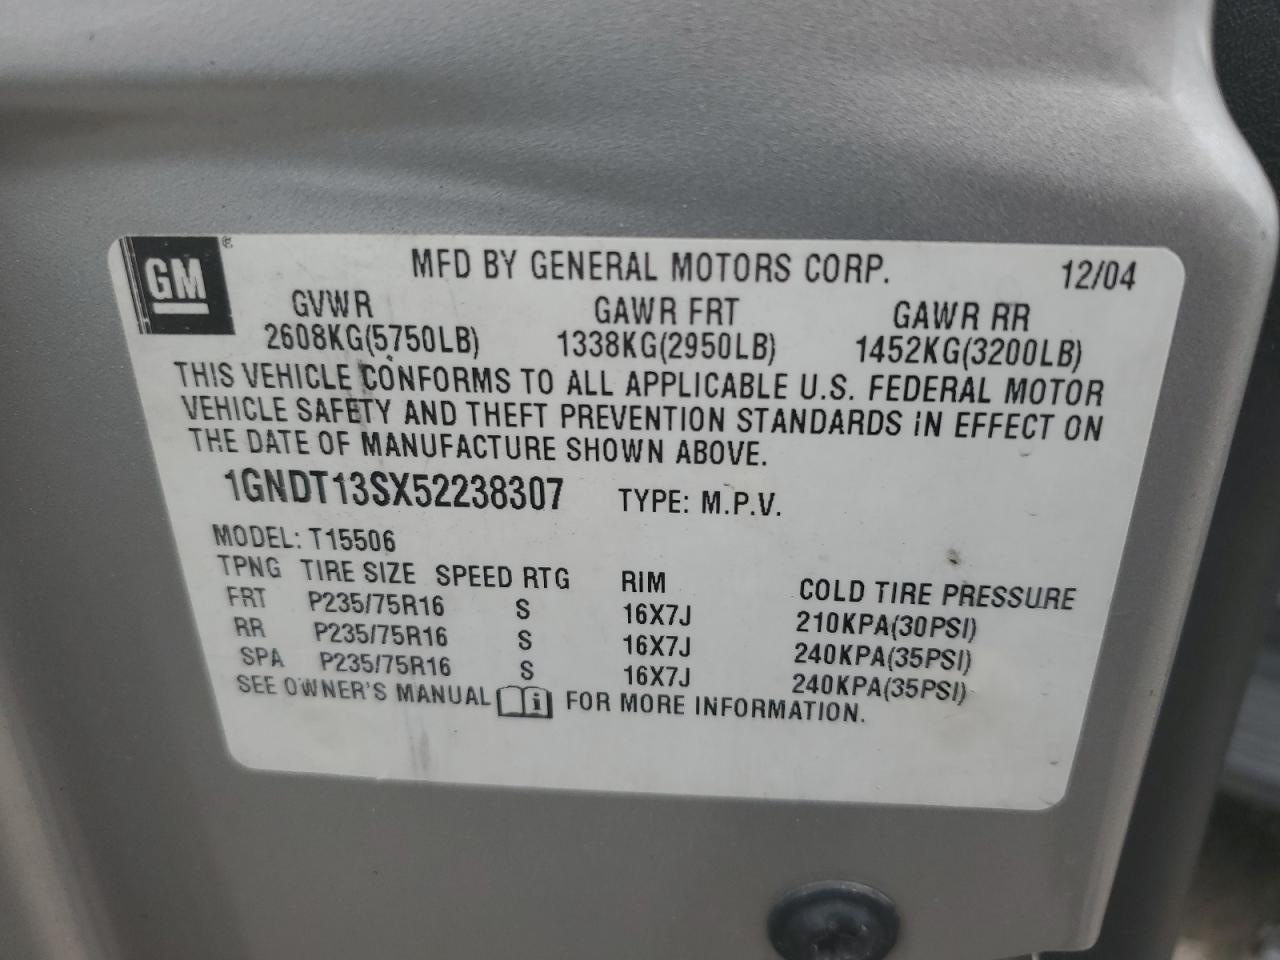 GM®
MFD BY GENERAL MOTORS CORP. 12/04
GVWR GAWR FRT GAWR RR
2608KG(5750LB) 1338KG(2950LB) 1452KG(3200LB)
THIS VEHICLE CONFORMS TO ALL APPLICABLE U.S. FEDERAL MOTOR
VEHICLE SAFETY AND THEFT PREVENTION STANDARDS IN EFFECT ON
THE DATE OF MANUFACTURE SHOWN ABOVE.
1GNDT13SX52238307 TYPE: M.P.V.
MODEL: T15506
TPNG TIRE SIZE SPEED RTG RIM COLD TIRE PRESSURE
FRT P235/75R16 S 16X7J 210KPA(30PSI)
RR P235/75R16 S 16X7J 240KPA(35PSI)
SPA P235/75R16 S 16X7J 240KPA(35PSI)
SEE OWNER'S MANUAL i FOR MORE INFORMATION.